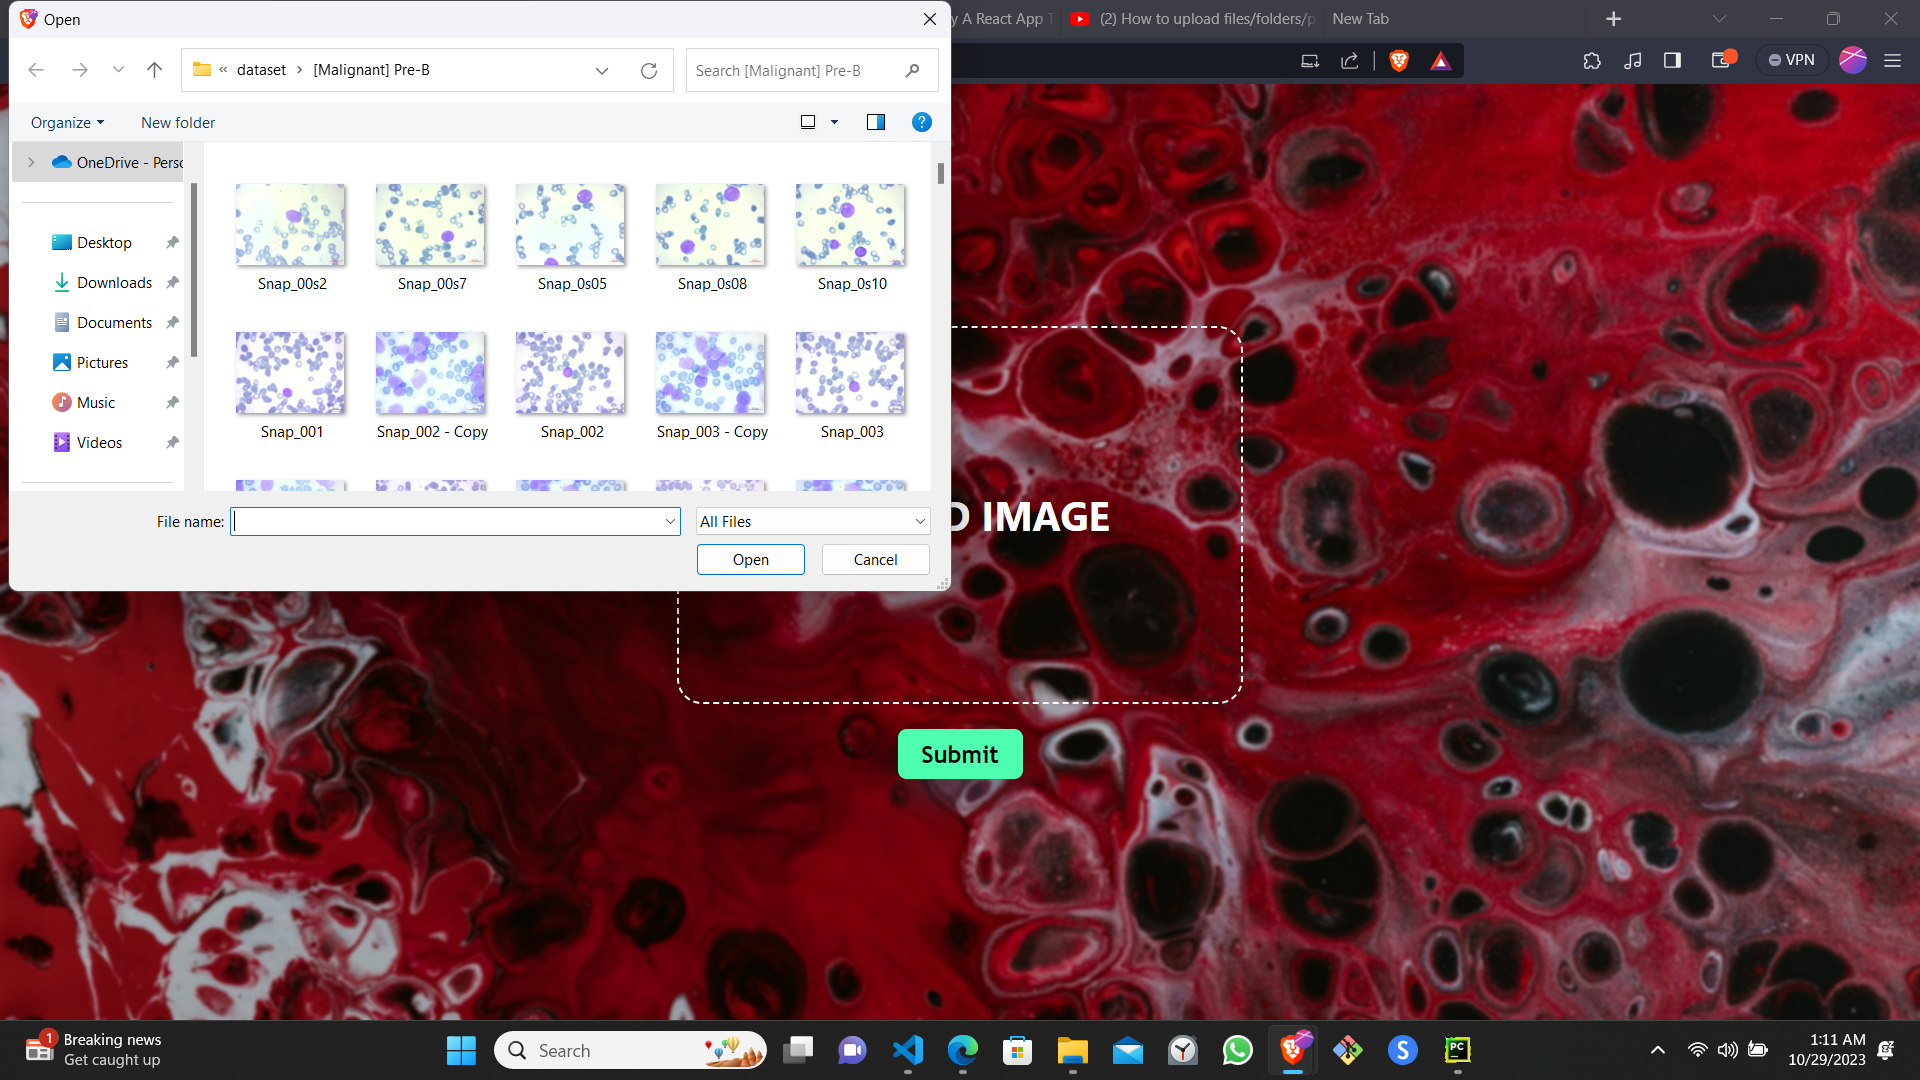 Open
y A React App T
(2) How to upload files/folders/p
New Tab
« dataset > [Malignant] Pre-B
Search [Malignant] Pre-B
VPN
Organize
New folder
?
OneDrive - Perso
Desktop
Downloads
Documents
Pictures
Music
Videos
Snap_00s2
Snap_00s7
Snap_0s05
Snap_0s08
Snap_0s10
Snap_001
Snap_002 - Copy
Snap_002
Snap_003 - Copy
Snap_003
File name:
All Files
Open
Cancel
D IMAGE
Submit
1
Breaking news
Get caught up
Search
S
PC
1:11 AM
10/29/2023